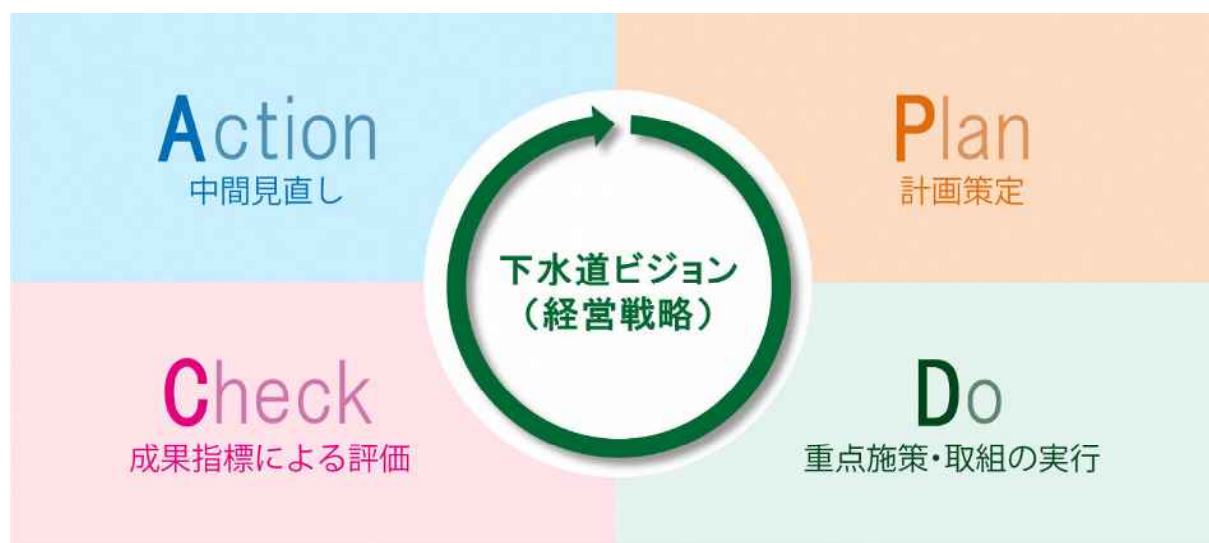 Action
中間見直し
Plan
計画策定
下水道ビジョン
（経営戦略）
Check
成果指標による評価
Do
重点施策・取組の実行